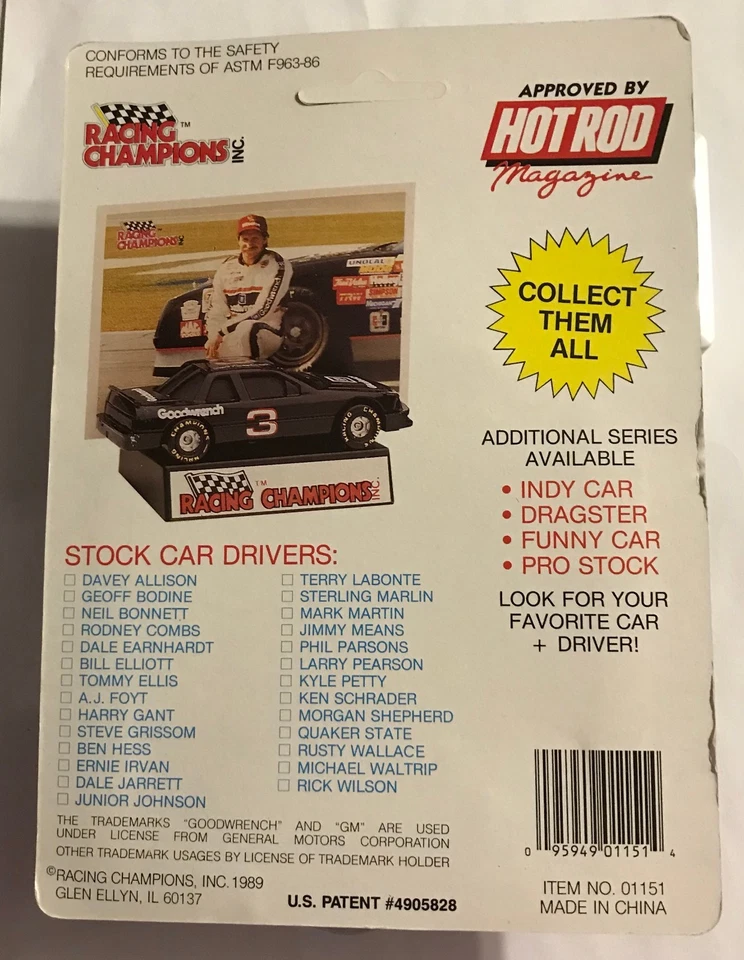 CONFORMS TO THE SAFETY
REQUIREMENTS OF ASTM F963-86
RACING™
CHAMPIONS INC.
APPROVED BY
HOT ROD
Magazine
RACING
CHAMPIONS INC
Goodwrench
3
RACING CHAMPIONS INC.
TM
COLLECT
THEM
ALL
ADDITIONAL SERIES
AVAILABLE
• INDY CAR
• DRAGSTER
• FUNNY CAR
• PRO STOCK
LOOK FOR YOUR
FAVORITE CAR
+ DRIVER!
STOCK CAR DRIVERS:
☐ DAVEY ALLISON
☐ GEOFF BODINE
☐ NEIL BONNETT
☐ RODNEY COMBS
☐ DALE EARNHARDT
☐ BILL ELLIOTT
☐ TOMMY ELLIS
☐ A.J. FOYT
☐ HARRY GANT
☐ STEVE GRISSOM
☐ BEN HESS
☐ ERNIE IRVAN
☐ DALE JARRETT
☐ JUNIOR JOHNSON
☐ TERRY LABONTE
☐ STERLING MARLIN
☐ MARK MARTIN
☐ JIMMY MEANS
☐ PHIL PARSONS
☐ LARRY PEARSON
☐ KYLE PETTY
☐ KEN SCHRADER
☐ MORGAN SHEPHERD
☐ QUAKER STATE
☐ RUSTY WALLACE
☐ MICHAEL WALTRIP
☐ RICK WILSON
THE TRADEMARKS "GOODWRENCH" AND "GM" ARE USED
UNDER LICENSE FROM GENERAL MOTORS CORPORATION
OTHER TRADEMARK USAGES BY LICENSE OF TRADEMARK HOLDER
©RACING CHAMPIONS, INC. 1989
GLEN ELLYN, IL 60137
U.S. PATENT #4905828
0 95949 01151 4
ITEM NO. 01151
MADE IN CHINA